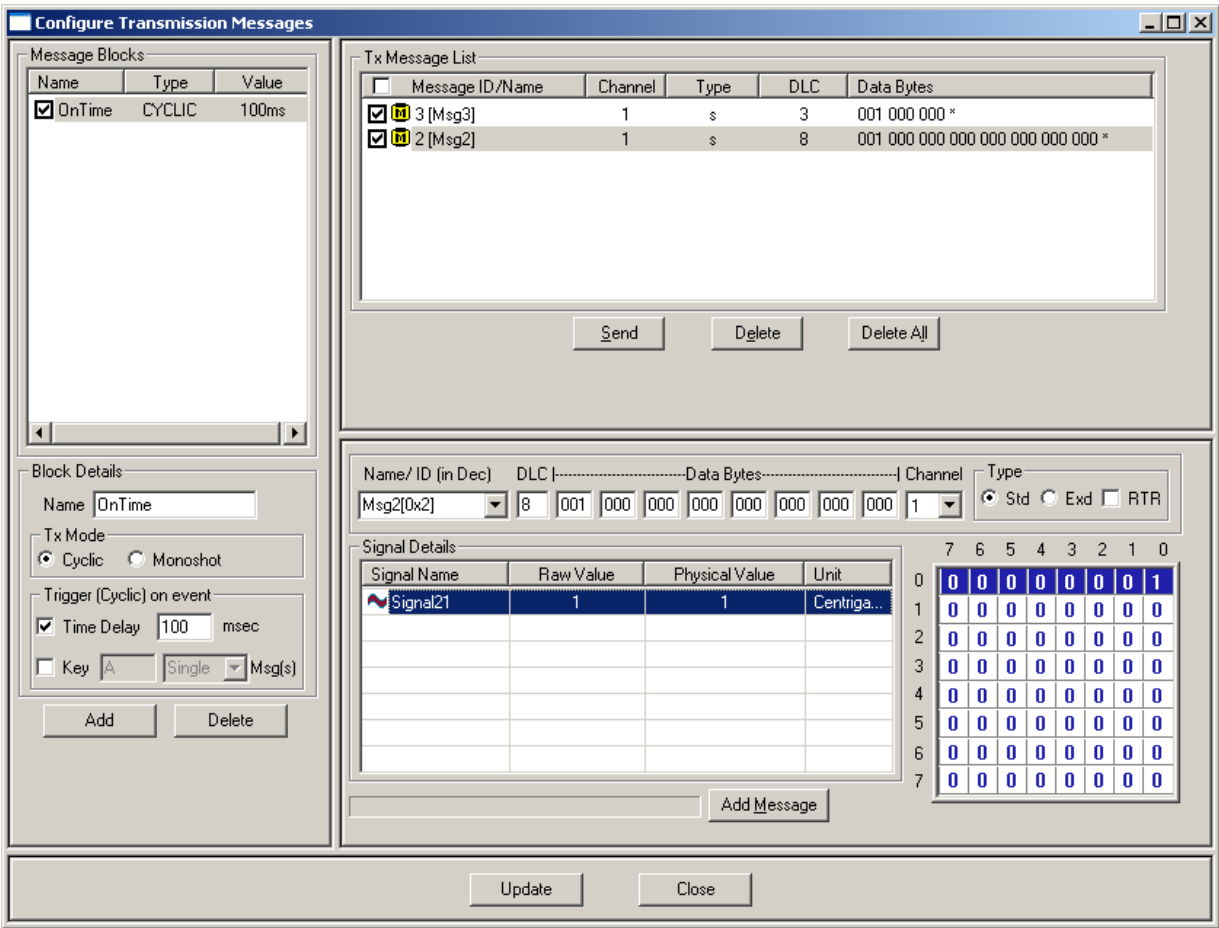 Configure Transmission Messages
Message Blocks
Name Type Value
OnTime CYCLIC 100ms
Block Details
Name OnTime
Tx Mode
Cyclic Monoshot
Trigger (Cyclic) on event
Time Delay 100 msec
Key A Single Msg(s)
Add Delete
Tx Message List
Message ID/Name Channel Type DLC Data Bytes
M 3 [Msg3] 1 s 3 001 000 000 *
M 2 [Msg2] 1 s 8 001 000 000 000 000 000 000 000 *
Send Delete Delete All
Name/ ID (in Dec) DLC |----------------------------Data Bytes-----------------------------| Channel Type
Msg2[0x2] 8 001 000 000 000 000 000 000 000 1 Std Exd RTR
Signal Details
Signal Name Raw Value Physical Value Unit
Signal21 1 1 Centriga...
7 6 5 4 3 2 1 0
0 0 0 0 0 0 0 0 1
1 0 0 0 0 0 0 0 0
2 0 0 0 0 0 0 0 0
3 0 0 0 0 0 0 0 0
4 0 0 0 0 0 0 0 0
5 0 0 0 0 0 0 0 0
6 0 0 0 0 0 0 0 0
7 0 0 0 0 0 0 0 0
Add Message
Update Close